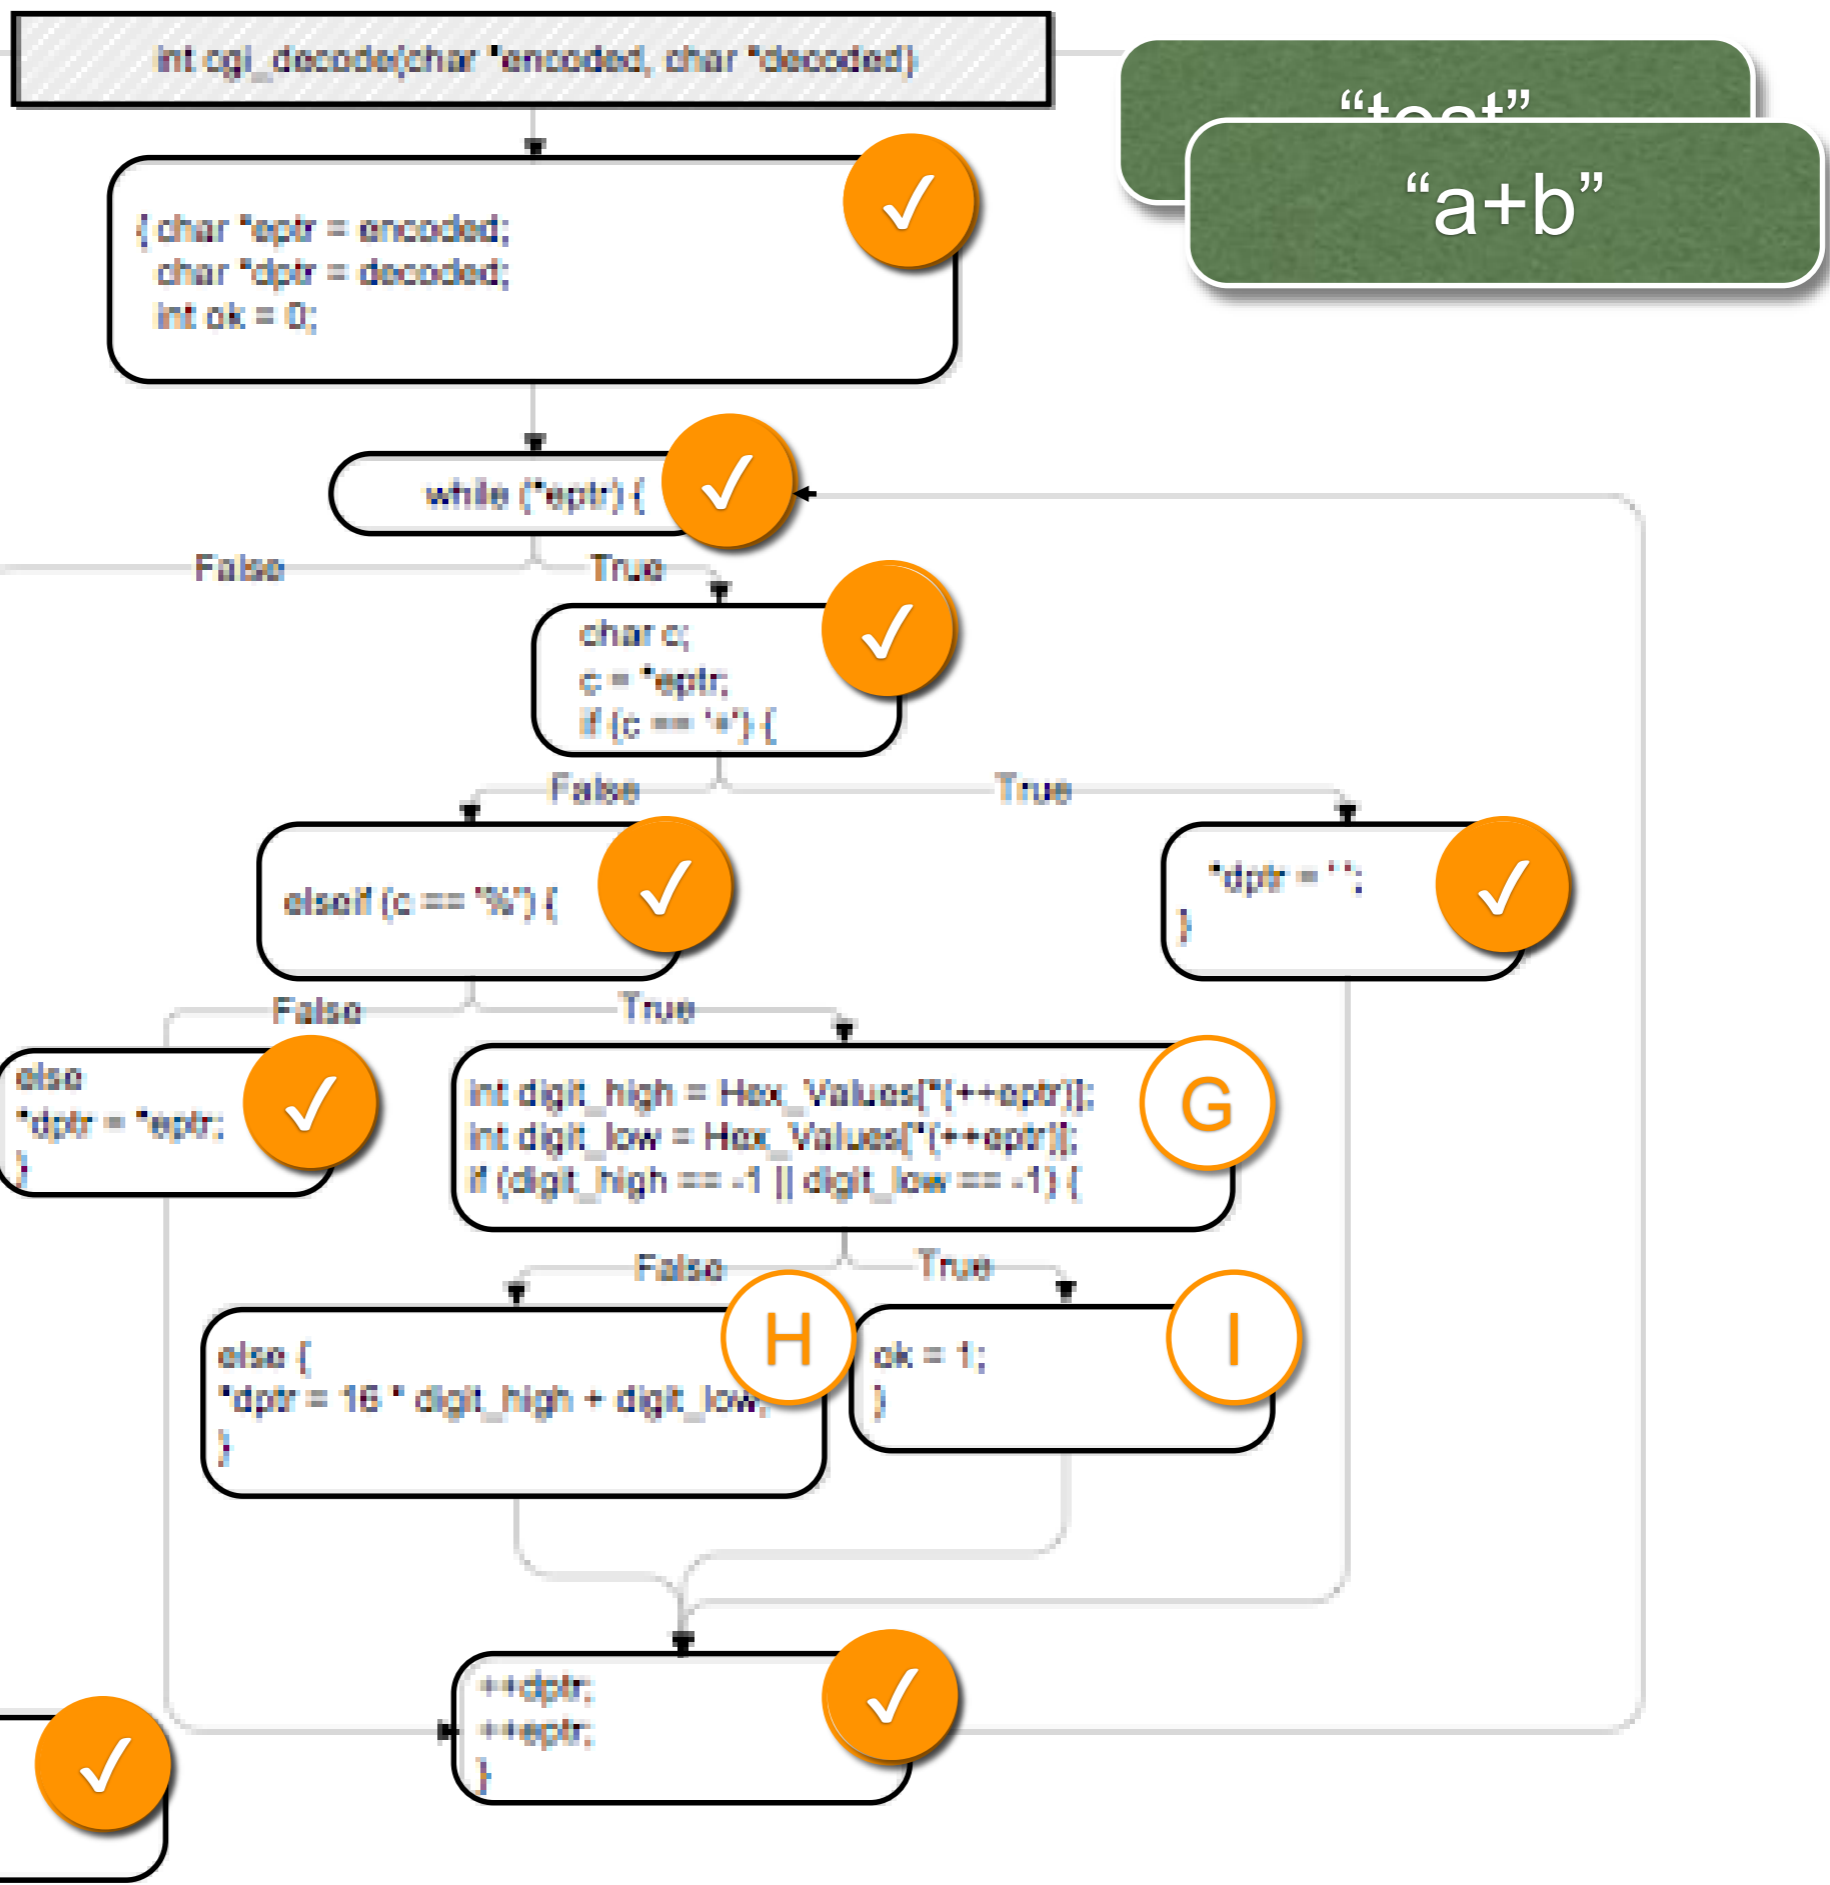 int cgi_decode(char *encoded, char *decoded)
“test”
“a+b”
✓
{ char *eptr = encoded;
char *dptr = decoded;
int ok = 0;
✓
while (*eptr) {
False
True
✓
char c;
c = *eptr;
if (c == '+') {
False
True
✓
✓
elseif (c == '%') {
*dptr = ' ';
}
False
True
✓
else
*dptr = *eptr;
}
G
int digit_high = Hex_Values[*(++eptr)];
int digit_low = Hex_Values[*(++eptr)];
if (digit_high == -1 || digit_low == -1) {
False
True
H
else {
*dptr = 16 * digit_high + digit_low;
}
I
ok = 1;
}
✓
++dptr;
++eptr;
}
✓